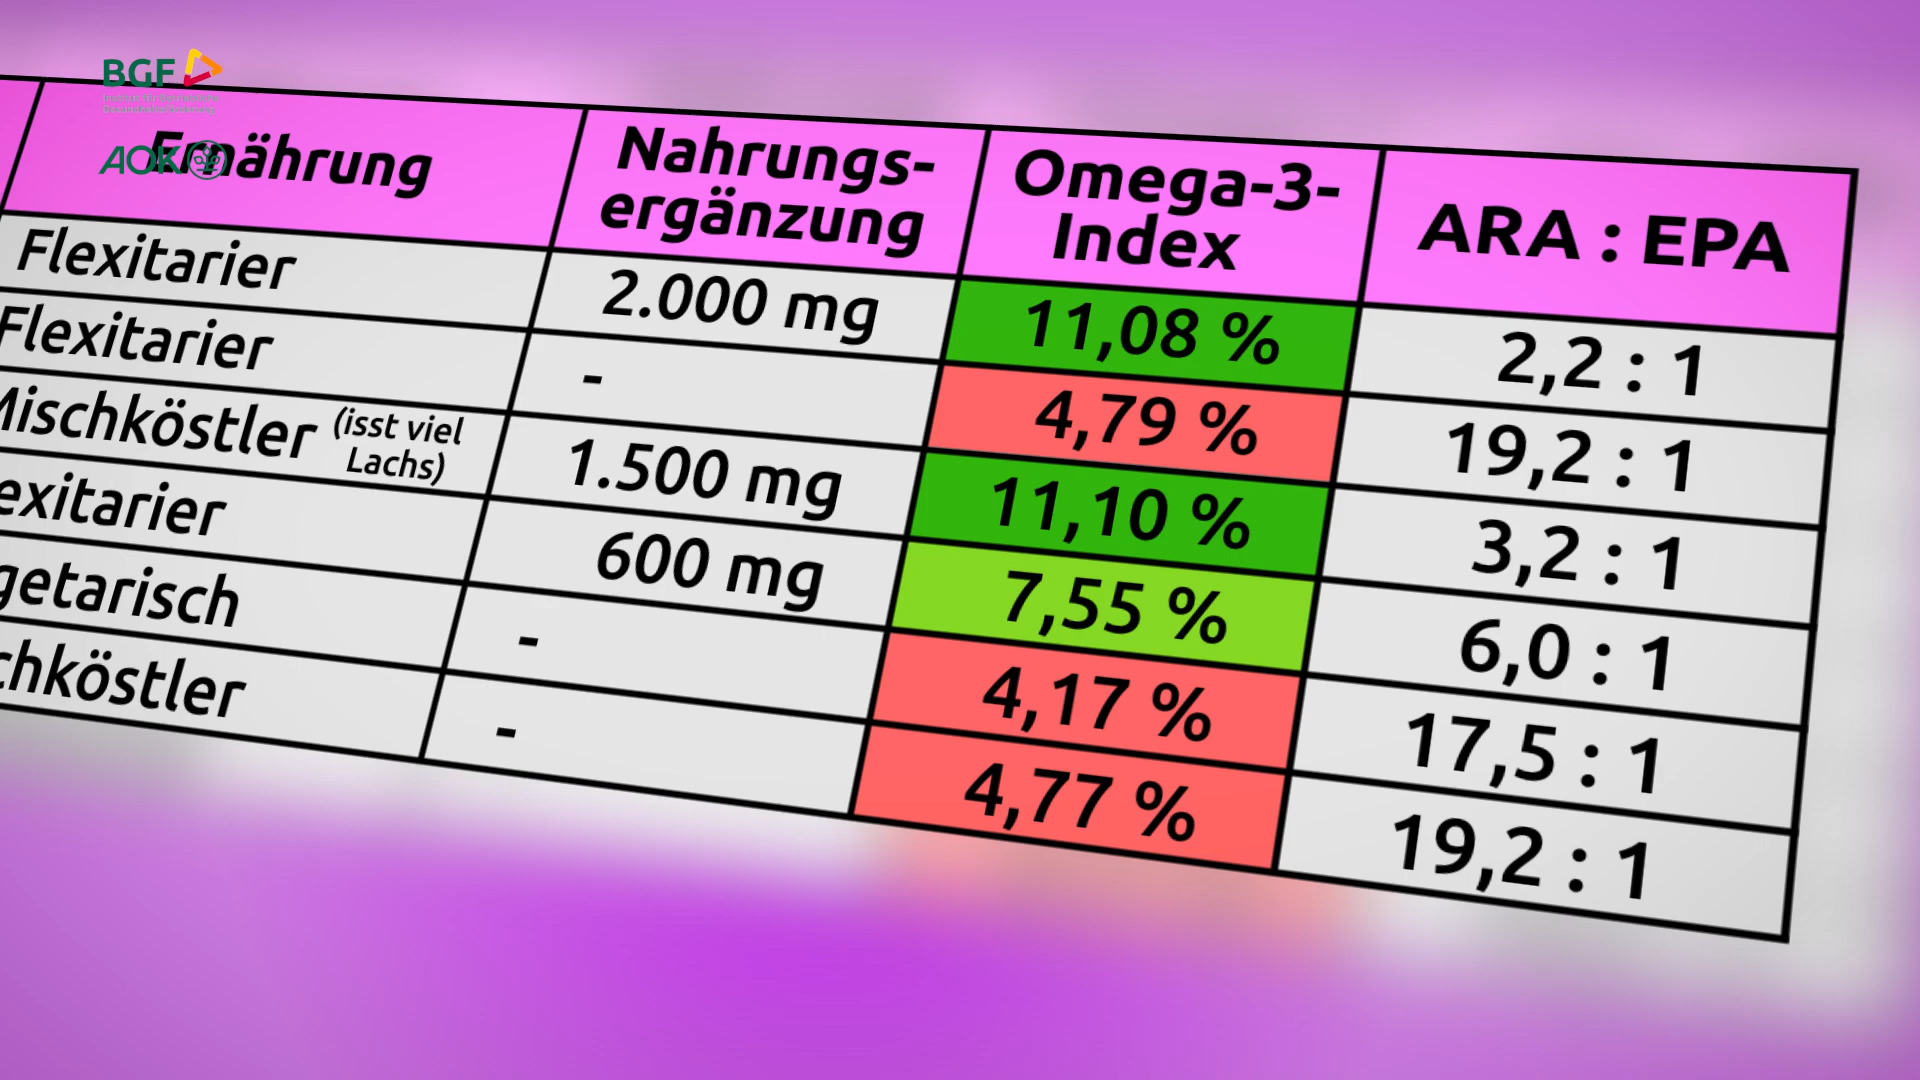 BGF
AOK
Ernährung
Nahrungs-
ergänzung
Omega-3-
Index
ARA : EPA
Flexitarier
2.000 mg
11,08 %
2,2 : 1
Flexitarier
-
4,79 %
19,2 : 1
Mischköstler (isst viel
Lachs)
1.500 mg
11,10 %
3,2 : 1
exitarier
600 mg
7,55 %
6,0 : 1
getarisch
-
4,17 %
17,5 : 1
chköstler
-
4,77 %
19,2 : 1